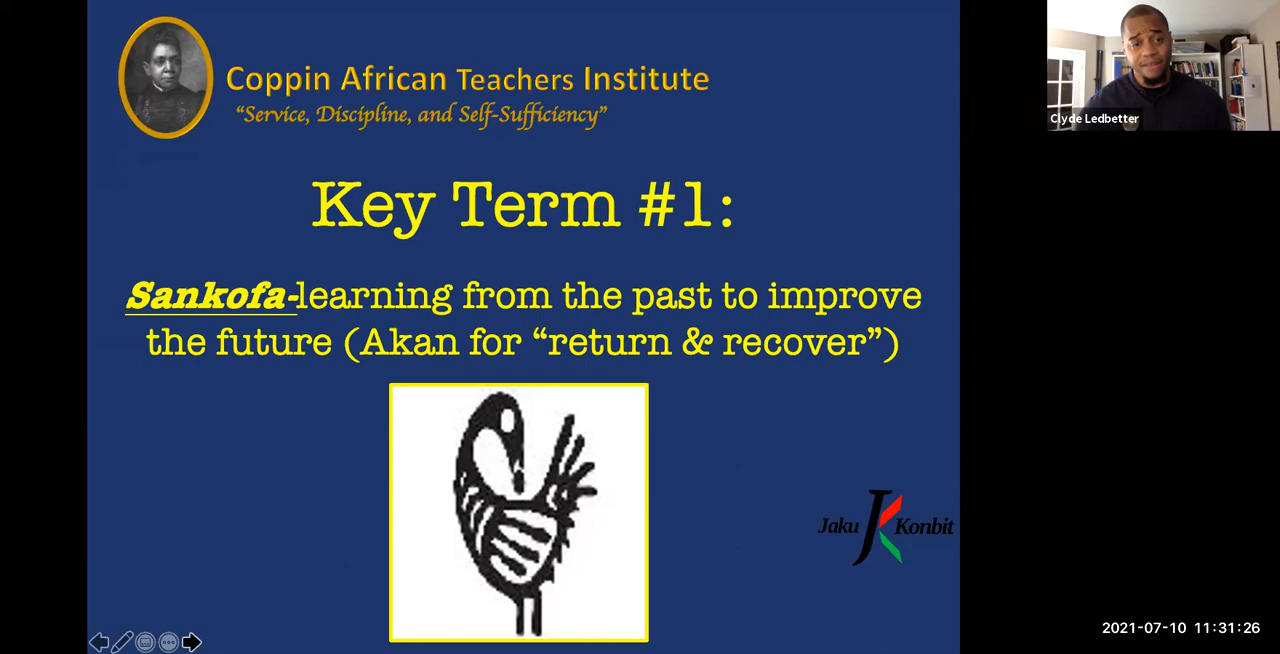 Coppin African Teachers Institute
“Service, Discipline, and Self-Sufficiency”
Key Term #1:
Sankofa-learning from the past to improve
the future (Akan for “return & recover”)
Jaku Konbit
Clyde Ledbetter
2021-07-10 11:31:26